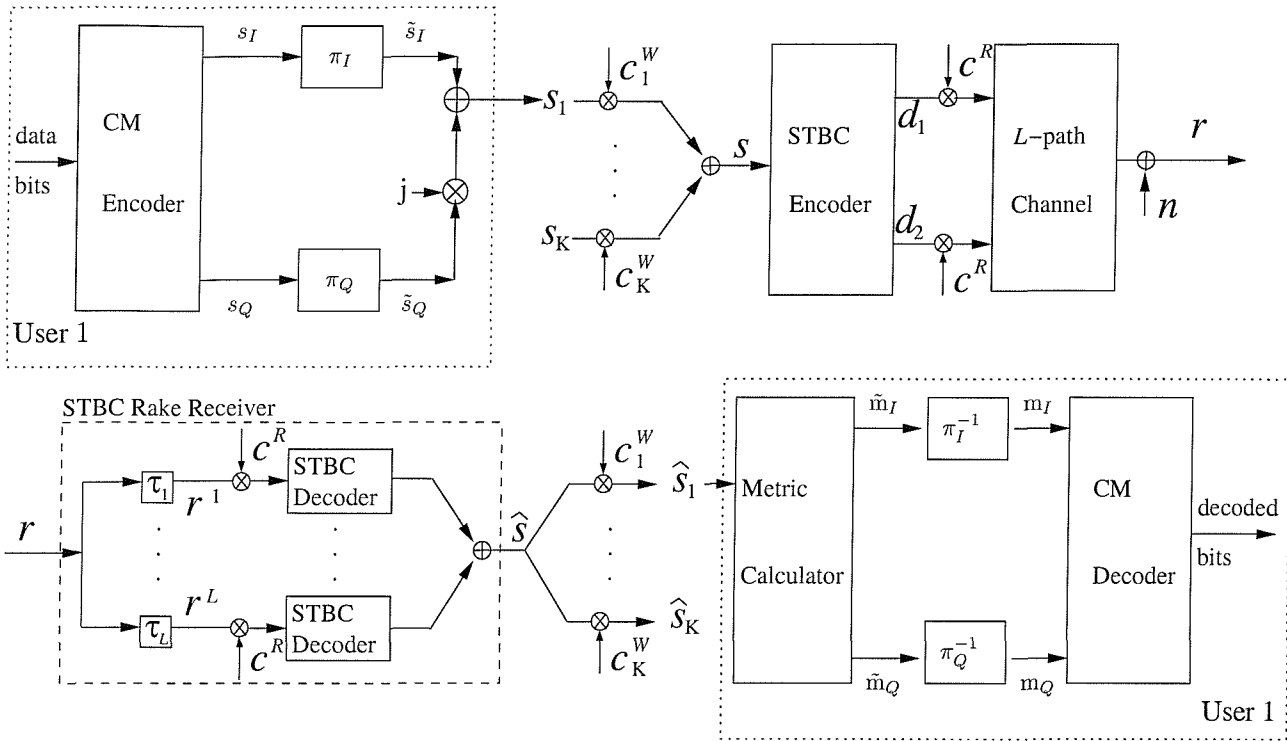 data
bits
CM
Encoder
s_I
π_I
s̃_I
j
s_Q
π_Q
s̃_Q
User 1
s_1
c_1^W
s_K
c_K^W
s
STBC
Encoder
d_1
c^R
d_2
c^R
L-path
Channel
r
n
STBC Rake Receiver
r
τ_1
r^1
c^R
STBC
Decoder
τ_L
r^L
c^R
STBC
Decoder
ŝ
c_1^W
ŝ_1
c_K^W
ŝ_K
Metric
Calculator
m̃_I
π_I^{-1}
m_I
m̃_Q
π_Q^{-1}
m_Q
CM
Decoder
decoded
bits
User 1